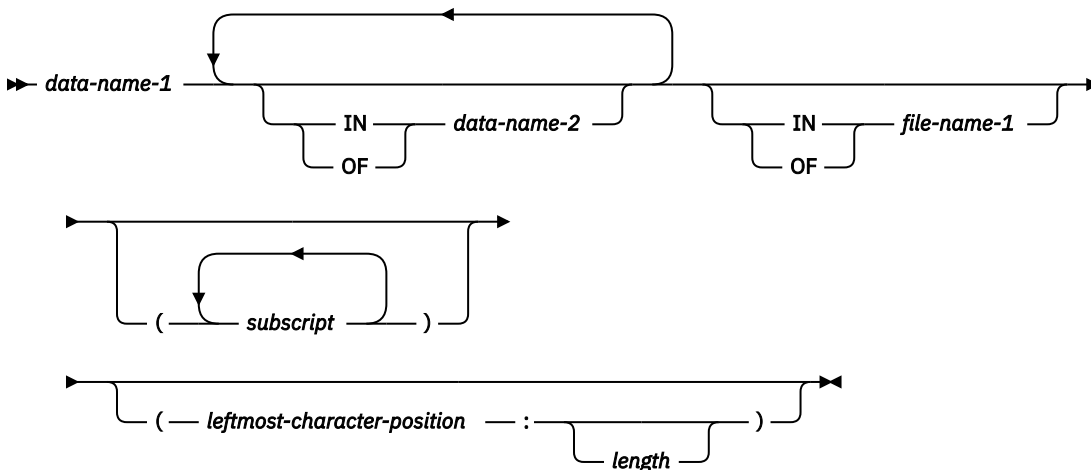 data-name-1
IN data-name-2 IN file-name-1
OF OF
( subscript )
( leftmost-character-position : )
length